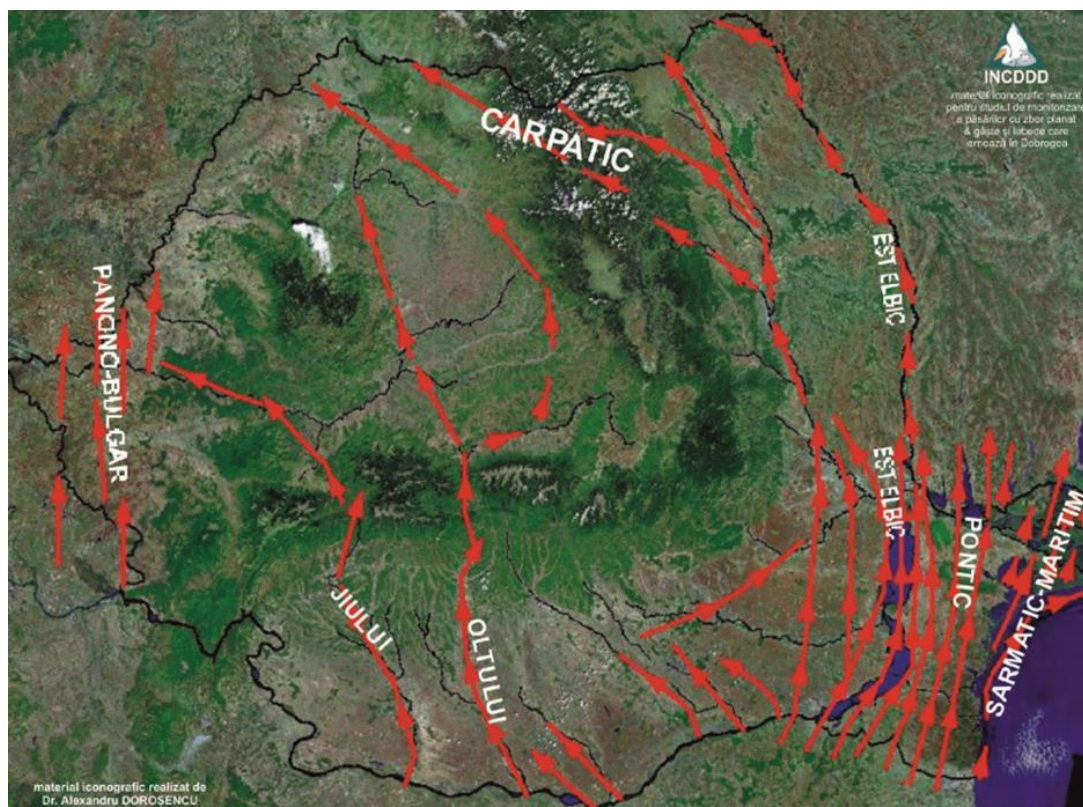 INCDDD
material iconografic realizat
pentru studiul de monitorizare
a păsărilor cu zbor planat
& gâște și lebede care
iernează în Dobrogea
CARPATIC
EST ELBIC
PANONO-BULGAR
EST ELBIC
PONTIC
SARMATIC-MARITIM
JIULUI
OLTULUI
material iconografic realizat de
Dr. Alexandru DOROȘENCU